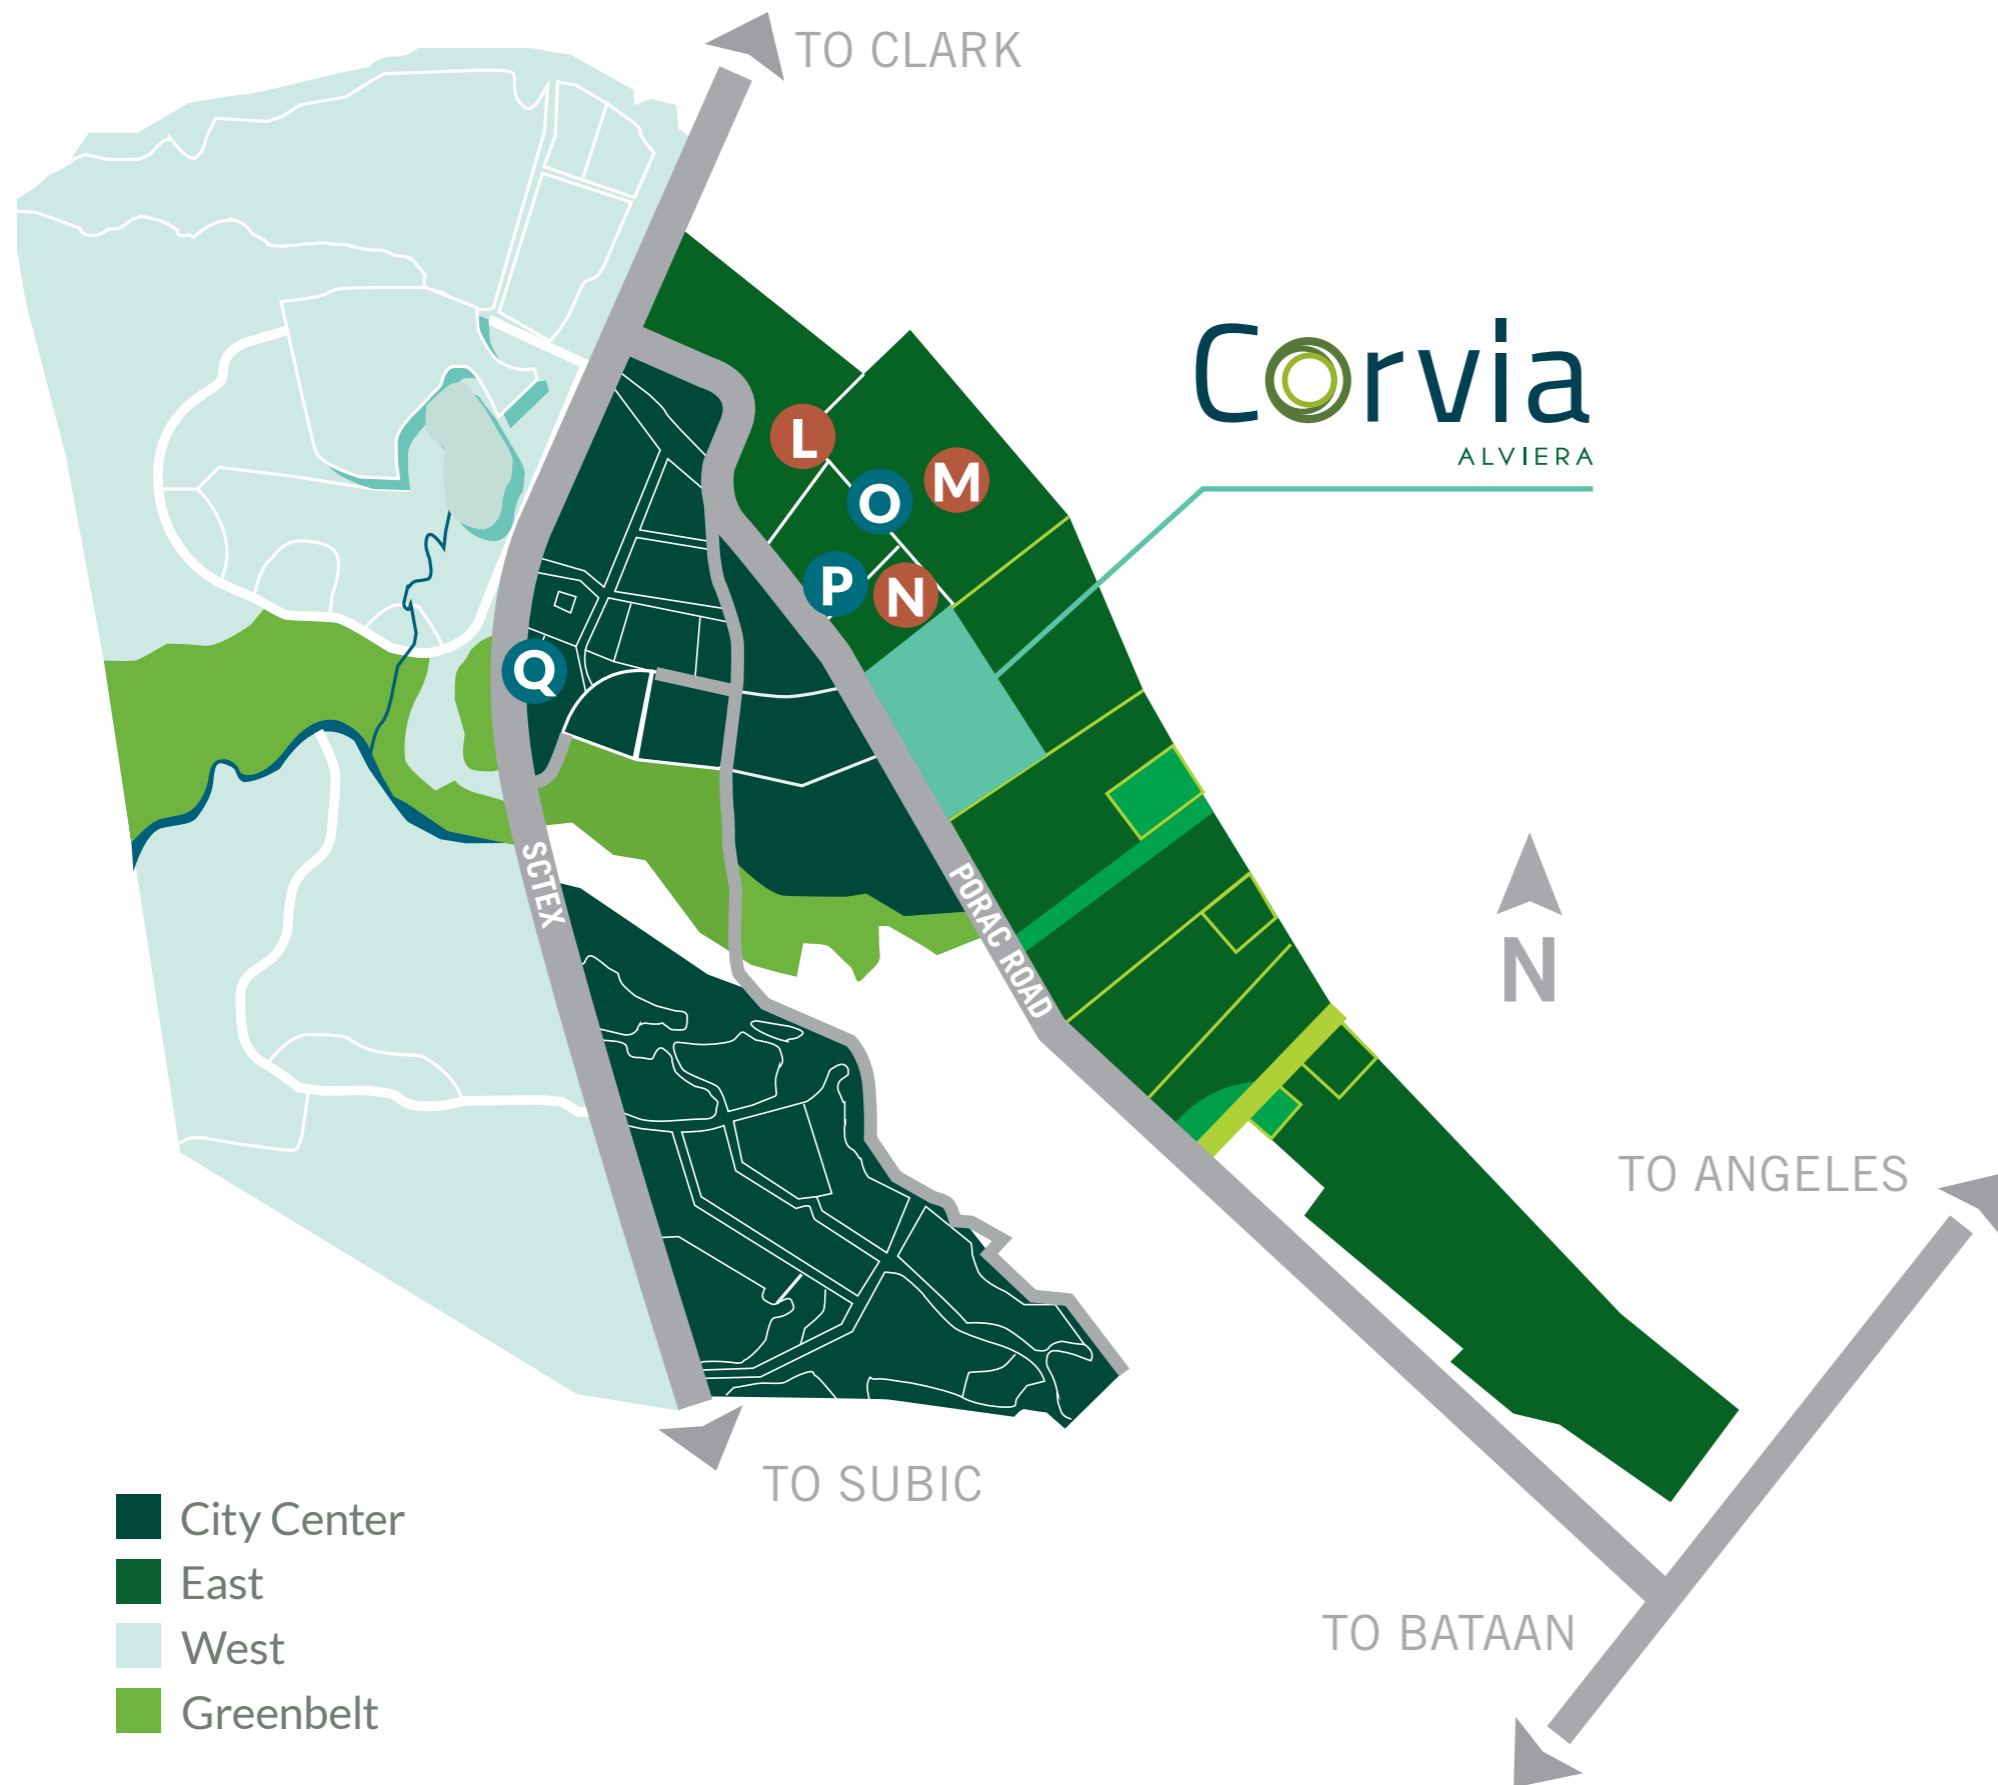 TO CLARK
Corvia
ALVIERA
L
M
O
P
N
Q
SCTEX
PORAC ROAD
N
TO ANGELES
TO SUBIC
TO BATAAN
City Center
East
West
Greenbelt